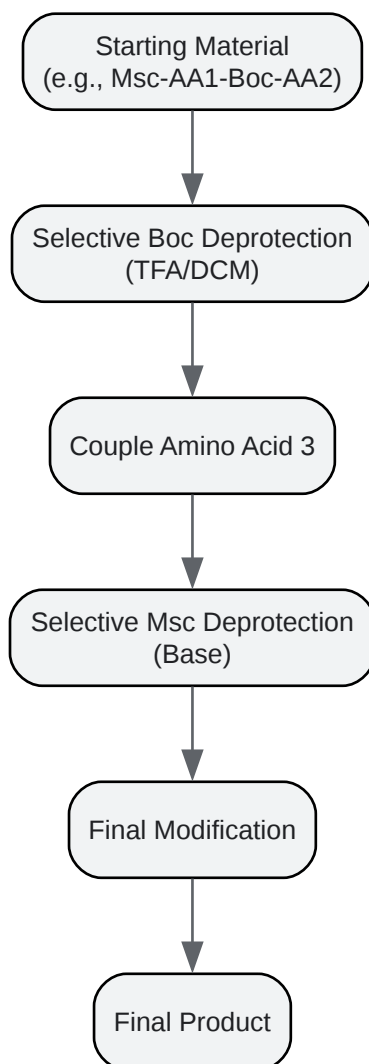 Starting Material
(e.g., Msc-AA1-Boc-AA2)
Selective Boc Deprotection
(TFA/DCM)
Couple Amino Acid 3
Selective Msc Deprotection
(Base)
Final Modification
Final Product